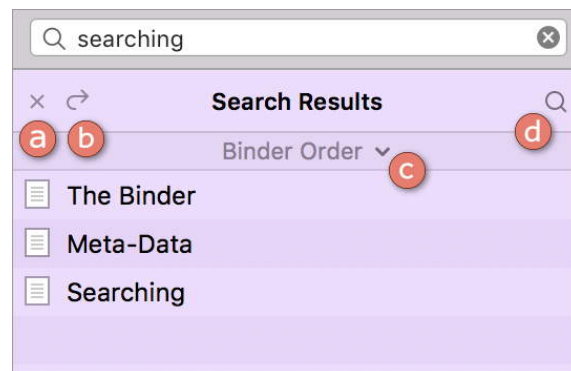 searching
Search Results
a b d
Binder Order
c
The Binder
Meta-Data
Searching